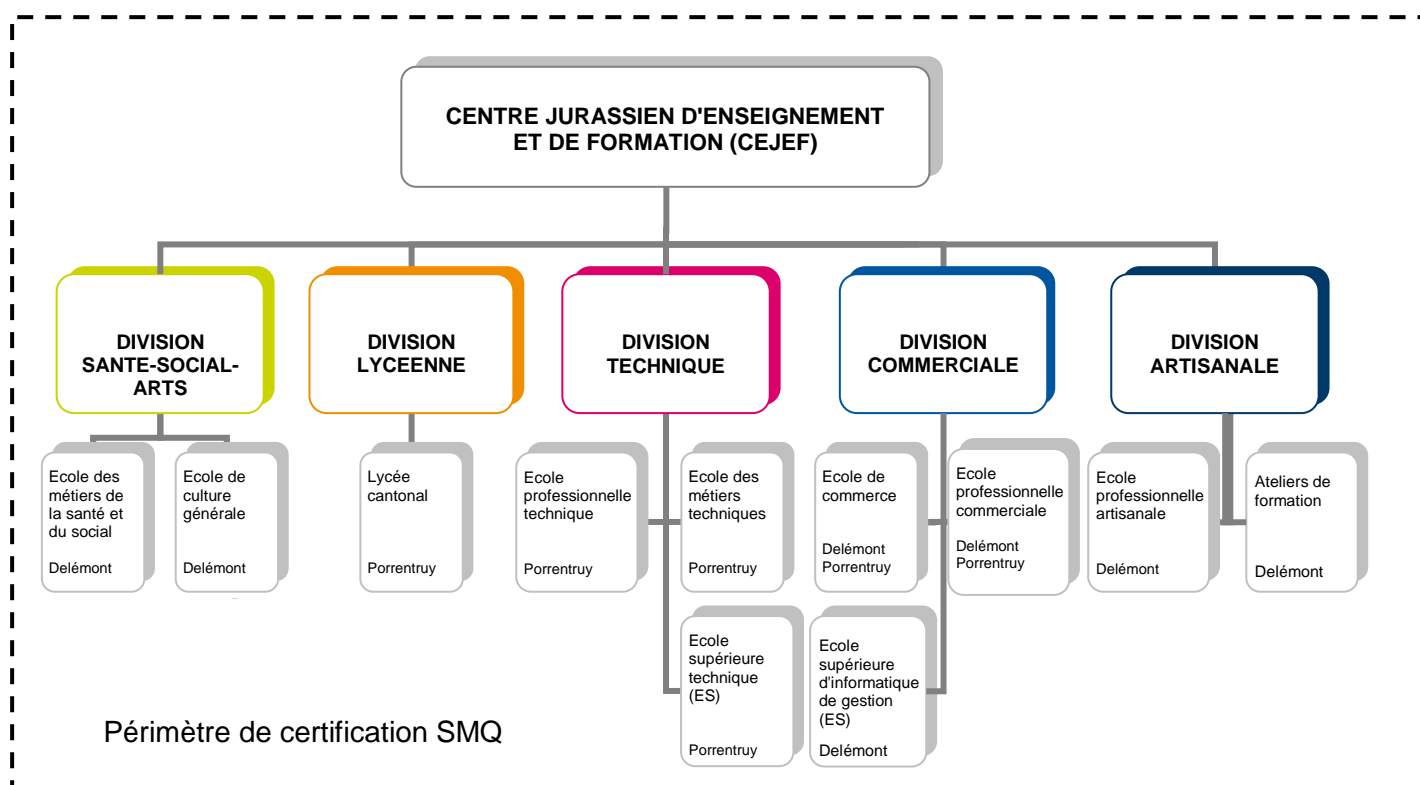 CENTRE JURASSIEN D'ENSEIGNEMENT
ET DE FORMATION (CEJEF)
DIVISION
SANTE-SOCIAL-
ARTS
DIVISION
LYCEENNE
DIVISION
TECHNIQUE
DIVISION
COMMERCIALE
DIVISION
ARTISANALE
Ecole des
métiers de
la santé et
du social
Delémont
Ecole de
culture
générale
Delémont
Lycée
cantonal
Porrentruy
Ecole
professionnelle
technique
Porrentruy
Ecole des
métiers
techniques
Porrentruy
Ecole de
commerce
Delémont
Porrentruy
Ecole
professionnelle
commerciale
Delémont
Porrentruy
Ecole
professionnelle
artisanale
Delémont
Ateliers de
formation
Delémont
Ecole
supérieure
technique
(ES)
Porrentruy
Ecole
supérieure
d'informatique
de gestion
(ES)
Delémont
Périmètre de certification SMQ